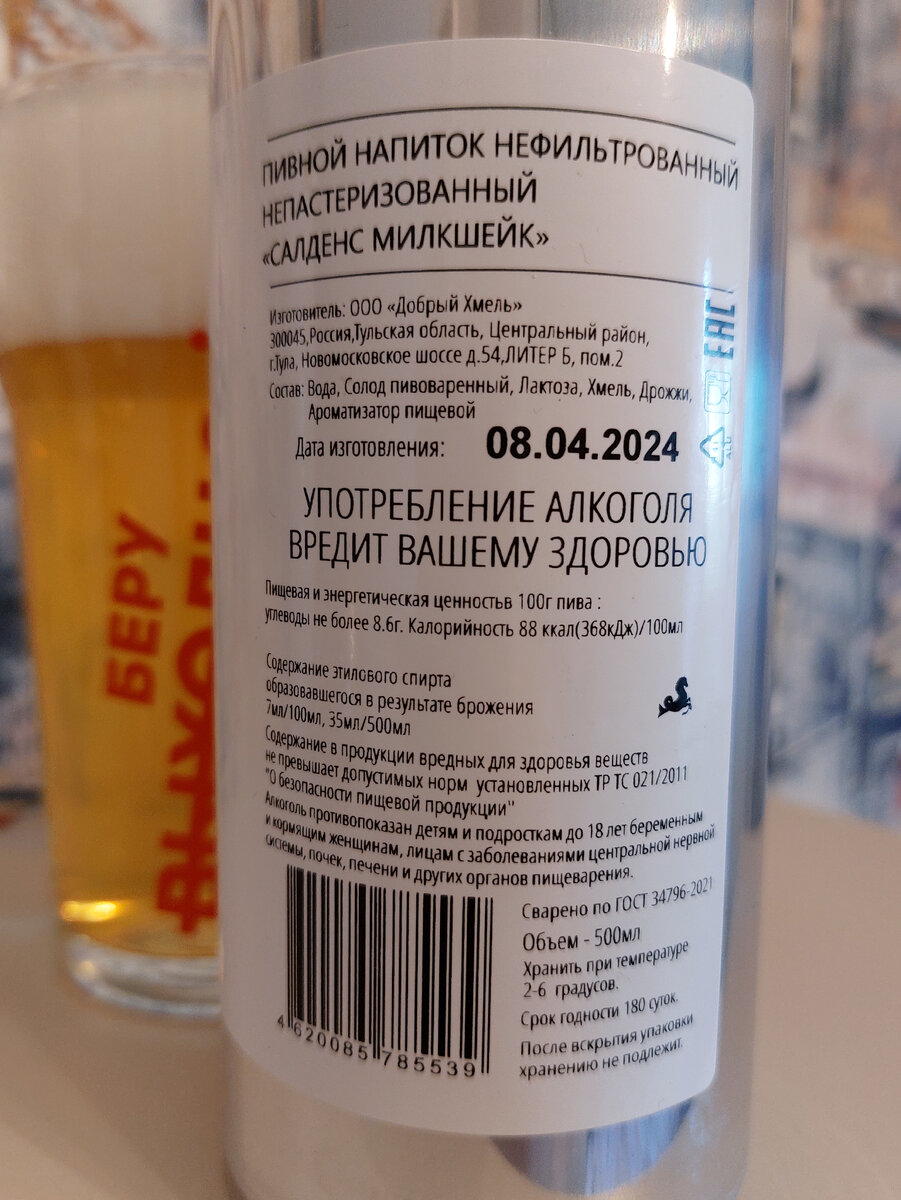 ПИВНОЙ НАПИТОК НЕФИЛЬТРОВАННЫЙ
НЕПАСТЕРИЗОВАННЫЙ
«САЛДЕНС МИЛКШЕЙК»
Изготовитель: ООО «Добрый Хмель»
300045,Россия,Тульская область, Центральный район,
г.Тула, Новомосковское шоссе д.54,ЛИТЕР Б, пом.2
Состав: Вода, Солод пивоваренный, Лактоза, Хмель, Дрожжи,
Ароматизатор пищевой
Дата изготовления: 08.04.2024
УПОТРЕБЛЕНИЕ АЛКОГОЛЯ
ВРЕДИТ ВАШЕМУ ЗДОРОВЬЮ
Пищевая и энергетическая ценностьв 100г пива :
углеводы не более 8.6г. Калорийность 88 ккал(368кДж)/100мл
Содержание этилового спирта
образовавшегося в результате брожения
7мл/100мл, 35мл/500мл
Содержание в продукции вредных для здоровья веществ
не превышает допустимых норм установленных ТР ТС 021/2011
"О безопасности пищевой продукции"
Алкоголь противопоказан детям и подросткам до 18 лет беременным
и кормящим женщинам, лицам с заболеваниями центральной нервной
системы, почек, печени и других органов пищеварения.
Сварено по ГОСТ 34796-2021
Объем - 500мл
Хранить при температуре
2-6 градусов.
Срок годности 180 суток.
После вскрытия упаковки
хранению не подлежит.
4 620085 785539
EAC
БЕРУ